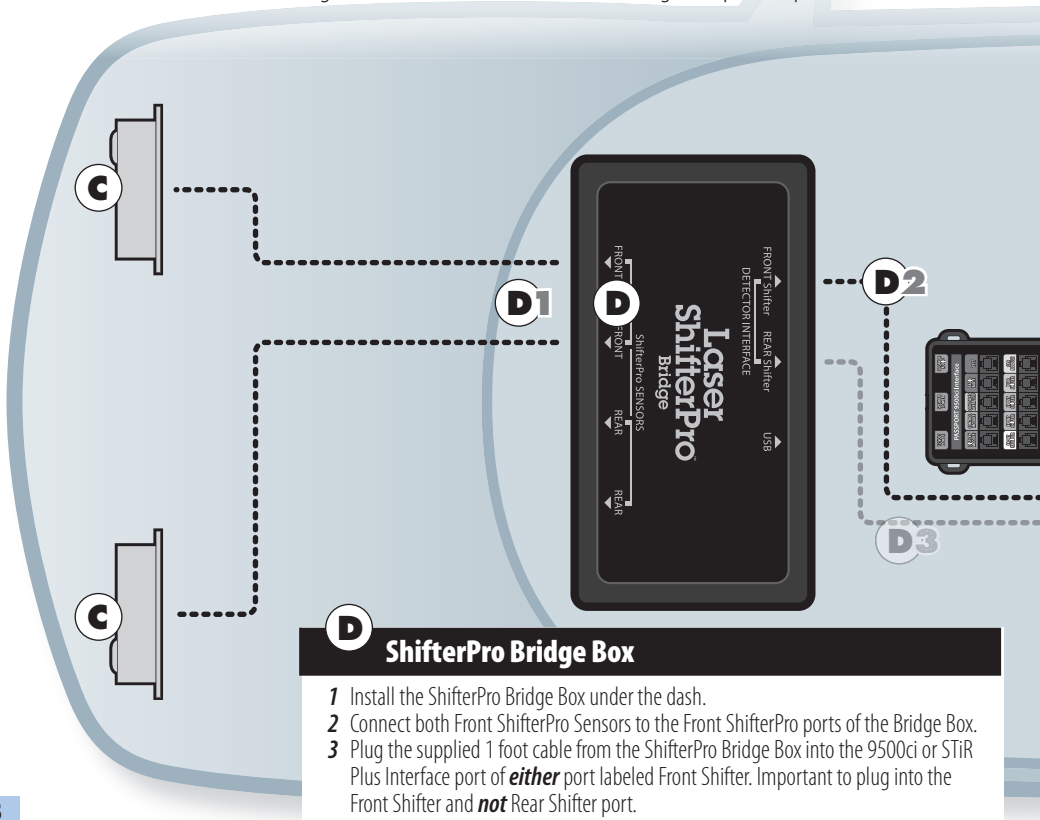 C
D1
D
D2
FRONT
FRONT
REAR
REAR
ShifterPro SENSORS
Laser
ShifterPro™
Bridge
DETECTOR INTERFACE
FRONT Shifter
REAR Shifter
USB
PASSPORT 9500ci Interface
D3
C
D
ShifterPro Bridge Box
1 Install the ShifterPro Bridge Box under the dash.
2 Connect both Front ShifterPro Sensors to the Front ShifterPro ports of the Bridge Box.
3 Plug the supplied 1 foot cable from the ShifterPro Bridge Box into the 9500ci or STiR
Plus Interface port of either port labeled Front Shifter. Important to plug into the
Front Shifter and not Rear Shifter port.